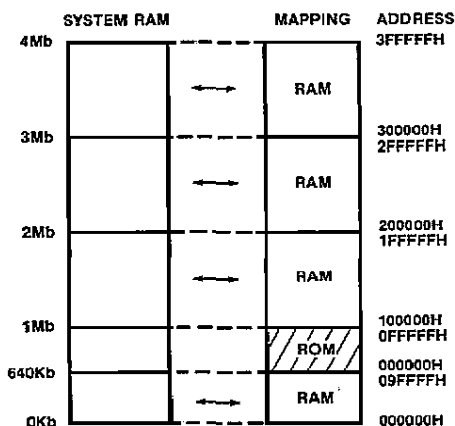 SYSTEM RAM MAPPING ADDRESS
4Mb 3FFFFFH
RAM
300000H
3Mb 2FFFFFH
RAM
200000H
2Mb 1FFFFFH
RAM
100000H
1Mb 0FFFFFH
ROM
000000H
640Kb 09FFFFH
RAM
0Kb 000000H